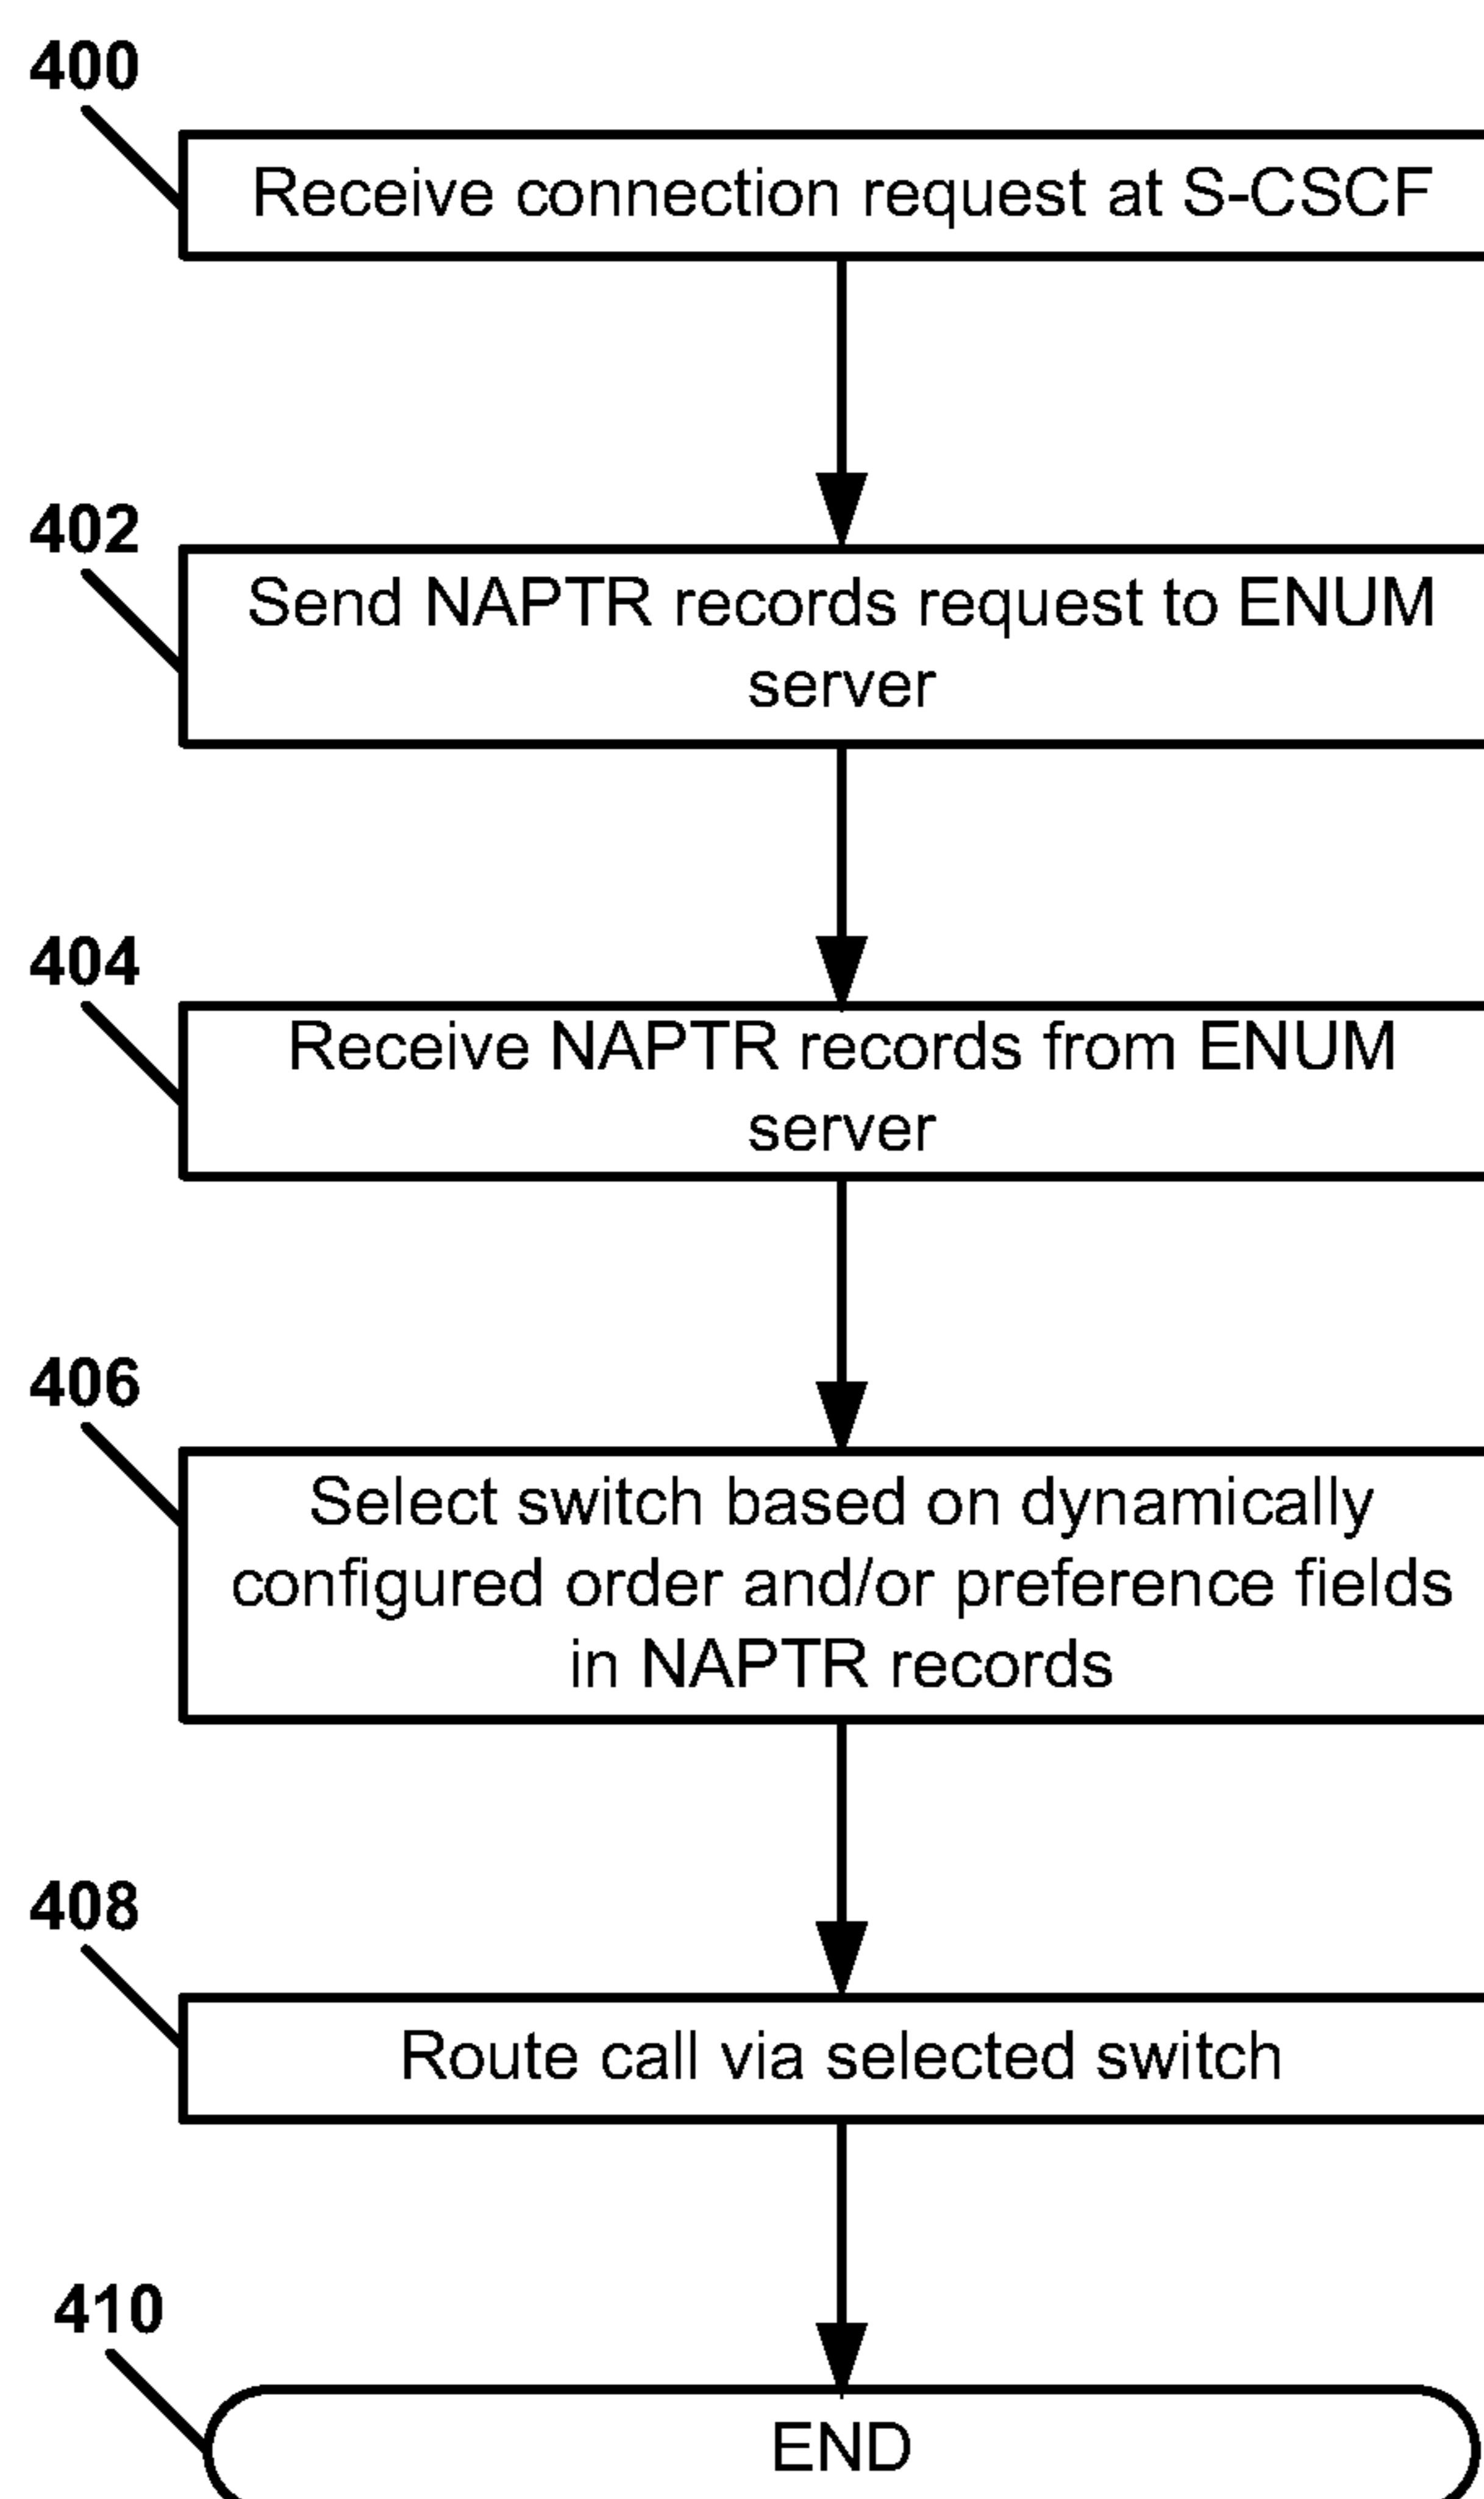 400
Receive connection request at S-CSCF
402
Send NAPTR records request to ENUM
server
404
Receive NAPTR records from ENUM
server
406
Select switch based on dynamically
configured order and/or preference fields
in NAPTR records
408
Route call via selected switch
410
END